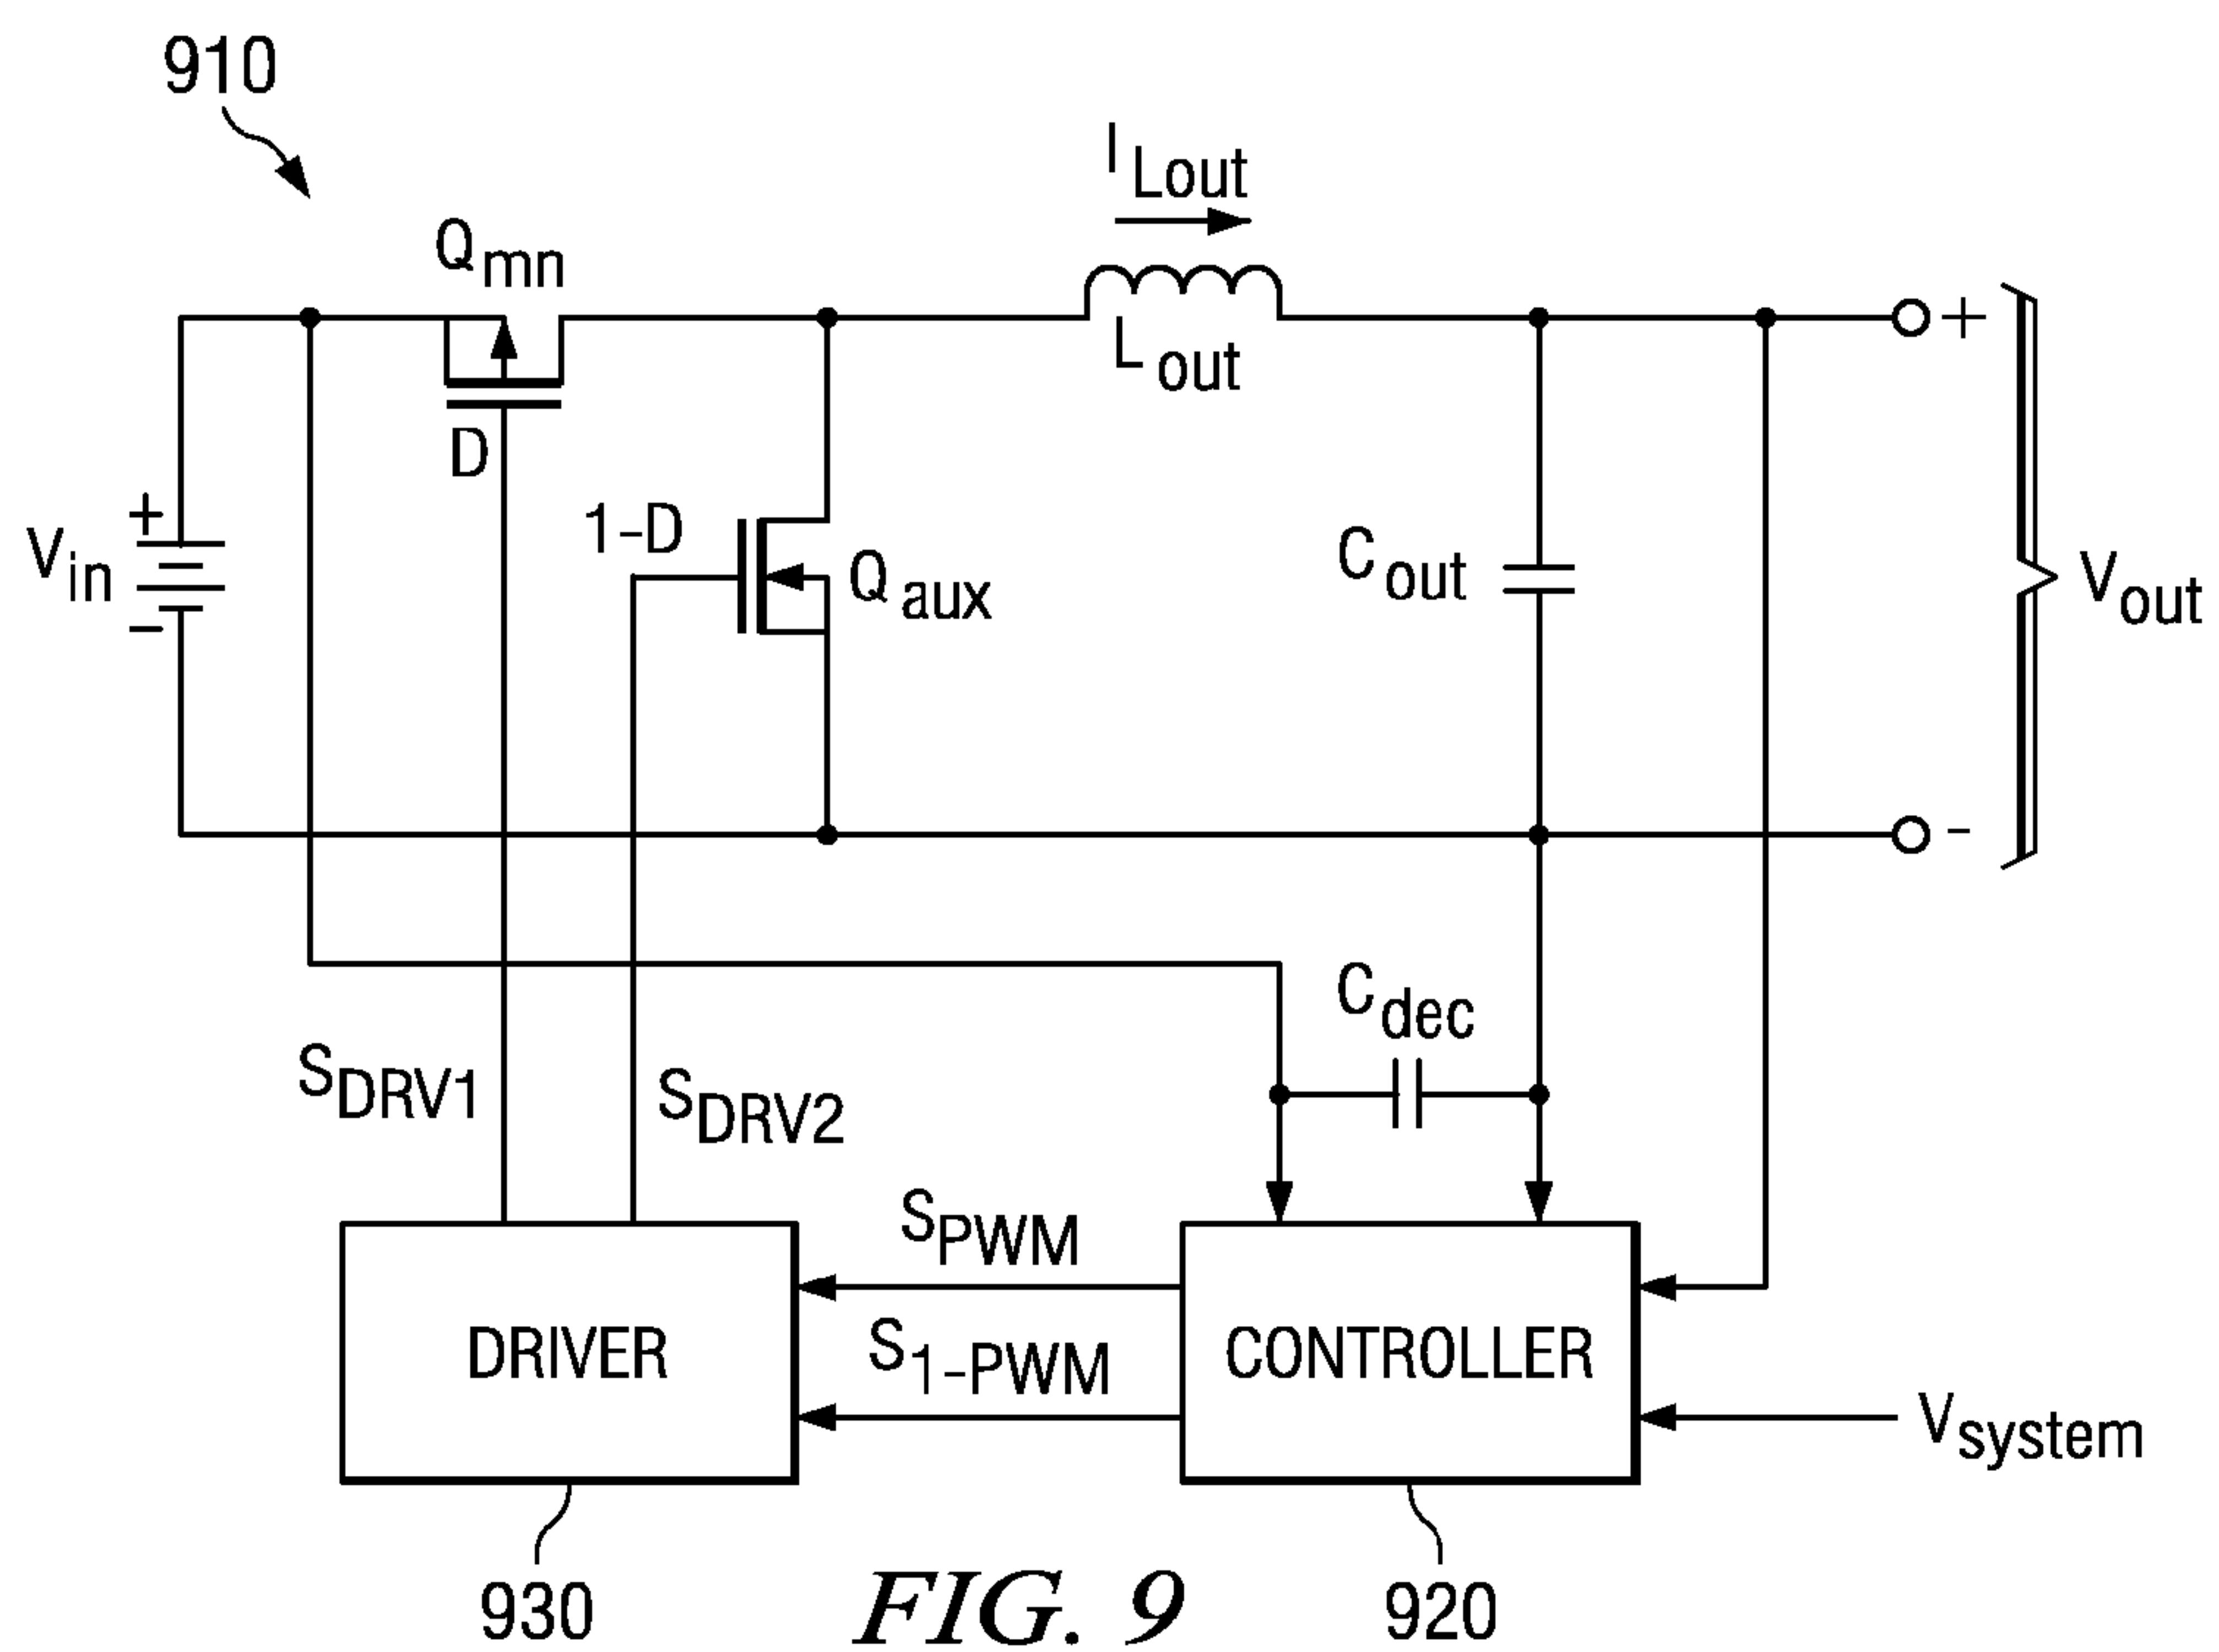 910
I Lout
Qmn
Lout
D
+
Vin
−
1-D
Qaux
Cout
+
Vout
-
Cdec
SDRV1
SDRV2
SPWM
S1-PWM
DRIVER
CONTROLLER
Vsystem
930
920
FIG. 9